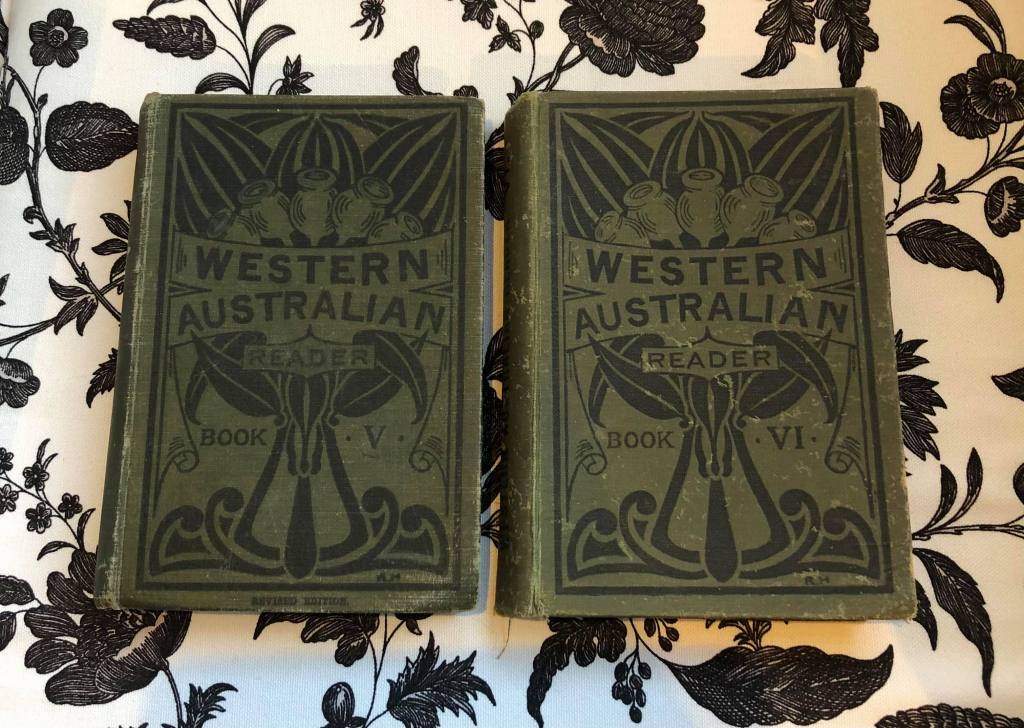 WESTERN
AUSTRALIAN
READER
BOOK · V ·
R.H
REVISED EDITION.
WESTERN
AUSTRALIAN
READER
BOOK · VI ·
R.H